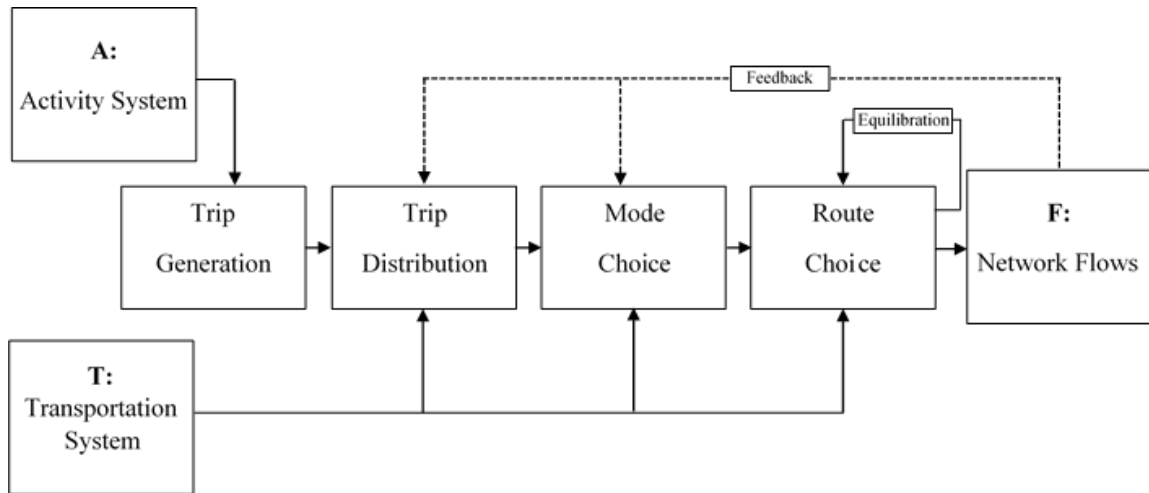 A:
Activity System
Feedback
Equilibration
Trip
Generation
Trip
Distribution
Mode
Choice
Route
Choice
F:
Network Flows
T:
Transportation
System